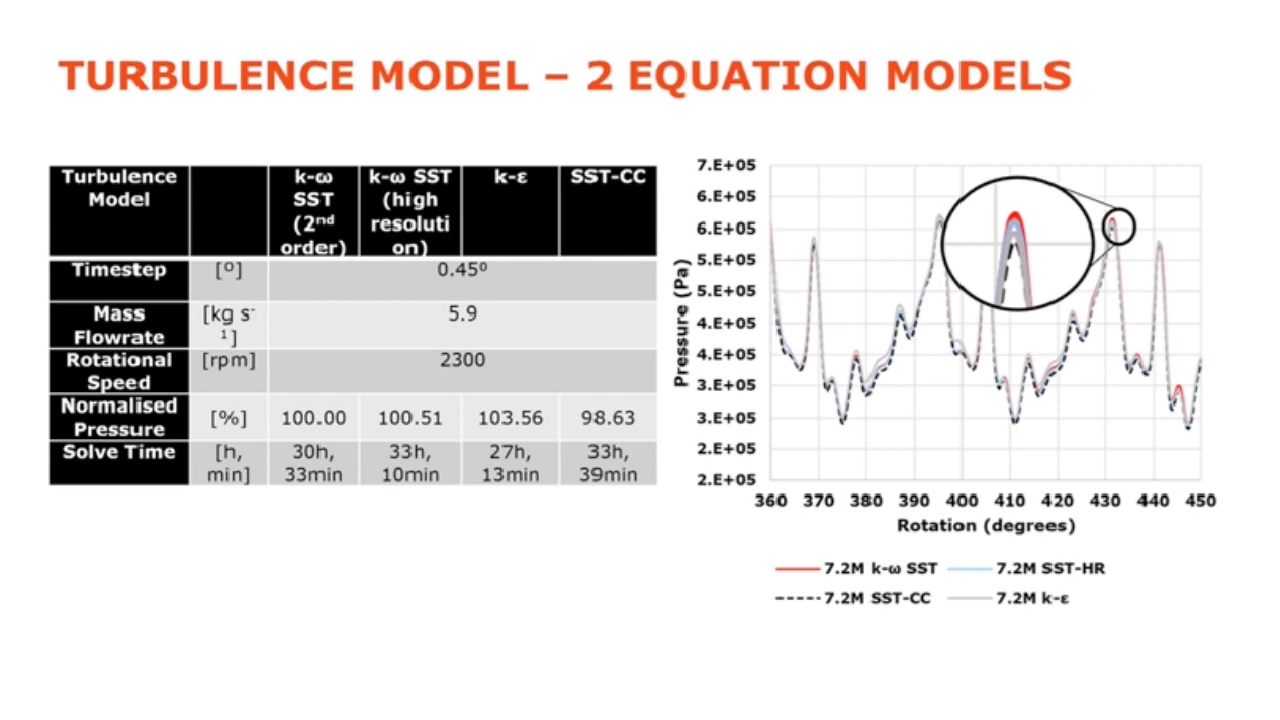 TURBULENCE MODEL – 2 EQUATION MODELS
Turbulence
Model
k-ω
SST
(2nd
order)
k-ω SST
(high
resoluti
on)
k-ε
SST-CC
Timestep
[º]
0.45º
Mass
Flowrate
[kg s-
1]
5.9
Rotational
Speed
[rpm]
2300
Normalised
Pressure
[%]
100.00
100.51
103.56
98.63
Solve Time
[h,
min]
30h,
33min
33h,
10min
27h,
13min
33h,
39min
Pressure (Pa)
7.E+05
6.E+05
6.E+05
5.E+05
5.E+05
4.E+05
4.E+05
3.E+05
3.E+05
2.E+05
2.E+05
360 370 380 390 400 410 420 430 440 450
Rotation (degrees)
7.2M k-ω SST
7.2M SST-HR
7.2M SST-CC
7.2M k-ε